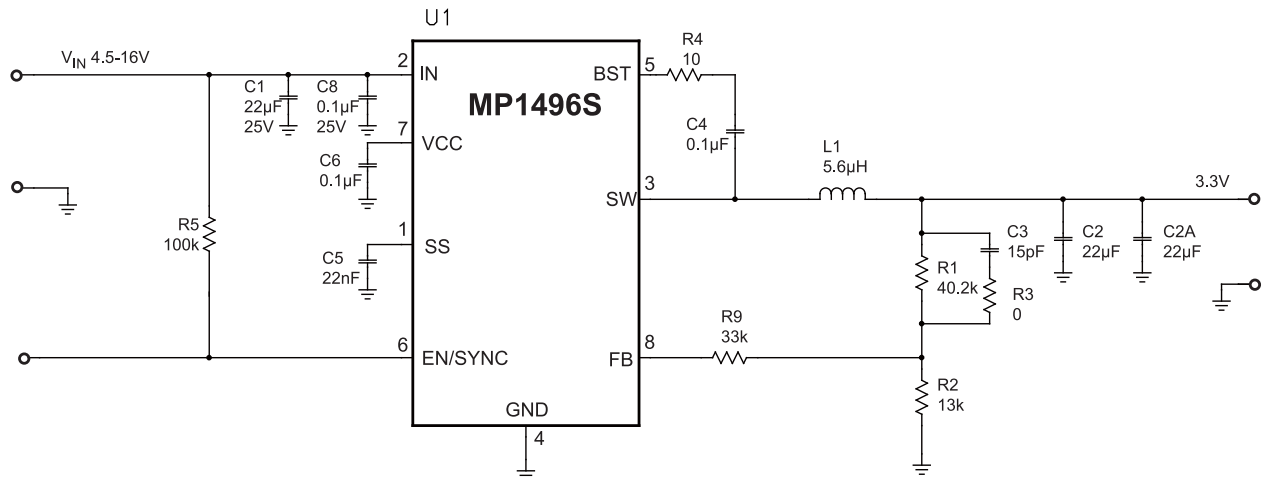 U1
V_IN 4.5-16V
C1
22μF
25V
C8
0.1μF
25V
2
IN
MP1496S
BST
5
R4
10
C4
0.1μF
7
VCC
C6
0.1μF
3
SW
L1
5.6μH
3.3V
R5
100k
1
SS
C5
22nF
C3
15pF
R1
40.2k
R3
0
C2
22μF
C2A
22μF
6
EN/SYNC
FB
8
R9
33k
R2
13k
GND
4